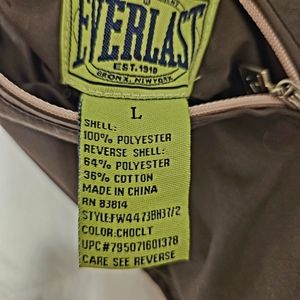 EVERLAST
EST. 1910
BRONX, NEW YORK
L
SHELL:
100% POLYESTER
REVERSE SHELL:
64% POLYESTER
36% COTTON
MADE IN CHINA
RN 83814
STYLE:FW4473BH37/2
COLOR:CHOCLT
UPC#795071601378
CARE SEE REVERSE